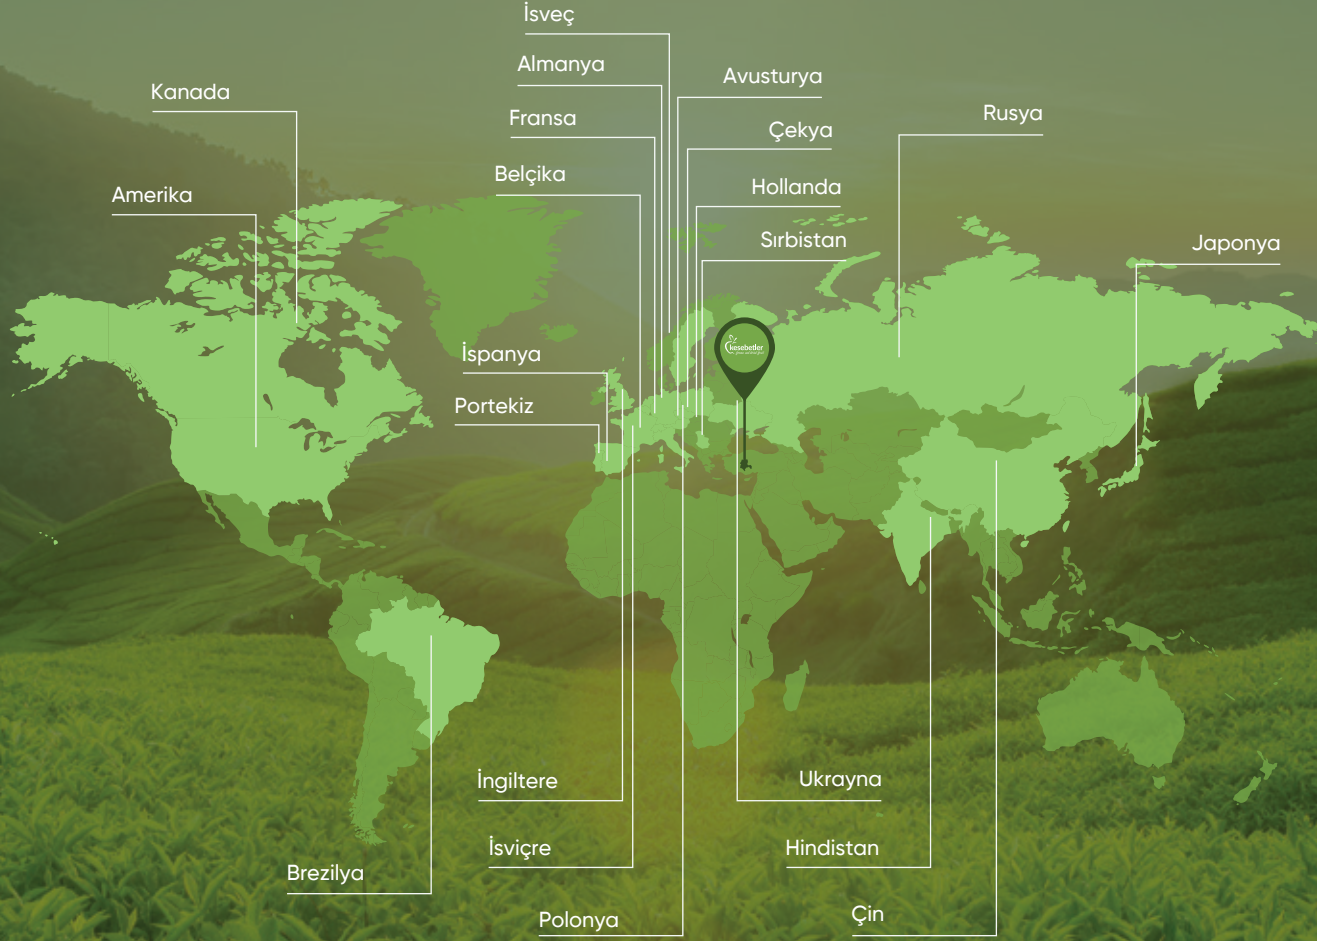 İsveç
Almanya
Avusturya
Kanada
Rusya
Fransa
Çekya
Belçika
Hollanda
Amerika
Sırbistan
Japonya
İspanya
kesebetler
Portekiz
İngiltere
Ukrayna
İsviçre
Hindistan
Brezilya
Polonya
Çin